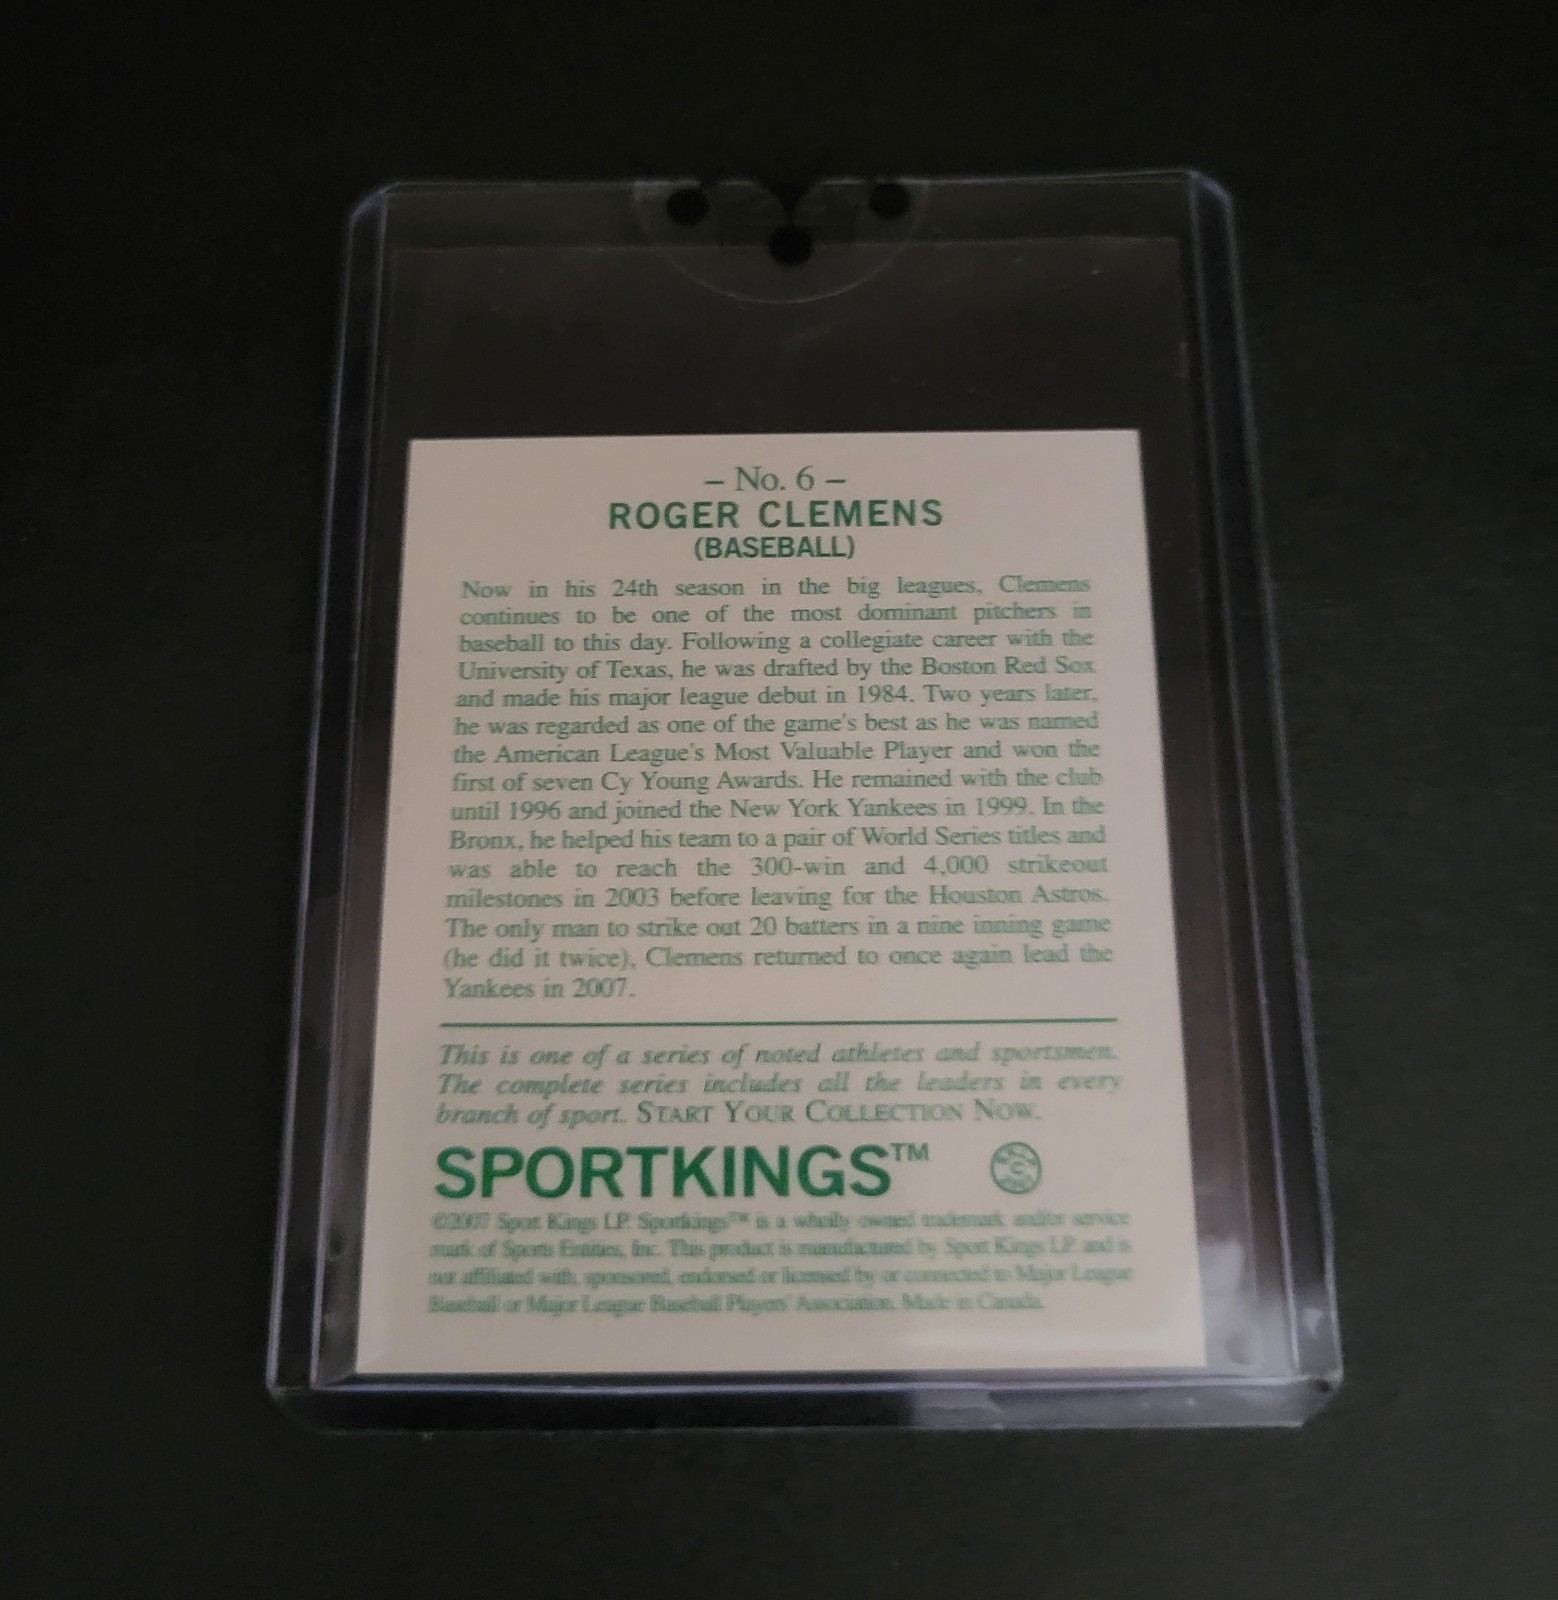 – No. 6 –
ROGER CLEMENS
(BASEBALL)
Now in his 24th season in the big leagues, Clemens
continues to be one of the most dominant pitchers in
baseball to this day. Following a collegiate career with the
University of Texas, he was drafted by the Boston Red Sox
and made his major league debut in 1984. Two years later,
he was regarded as one of the game's best as he was named
the American League's Most Valuable Player and won the
first of seven Cy Young Awards. He remained with the club
until 1996 and joined the New York Yankees in 1999. In the
Bronx, he helped his team to a pair of World Series titles and
was able to reach the 300-win and 4,000 strikeout
milestones in 2003 before leaving for the Houston Astros.
The only man to strike out 20 batters in a nine inning game
(he did it twice), Clemens returned to once again lead the
Yankees in 2007.
This is one of a series of noted athletes and sportsmen.
The complete series includes all the leaders in every
branch of sport. START YOUR COLLECTION NOW.
SPORTKINGS™
©2007 Sport Kings LP. Sportkings™ is a wholly owned trademark and/or service
mark of Sports Entities, Inc. This product is manufactured by Sport Kings LP. and is
not affiliated with, sponsored, endorsed or licensed by or connected to Major League
Baseball or Major League Baseball Players' Association. Made in Canada.